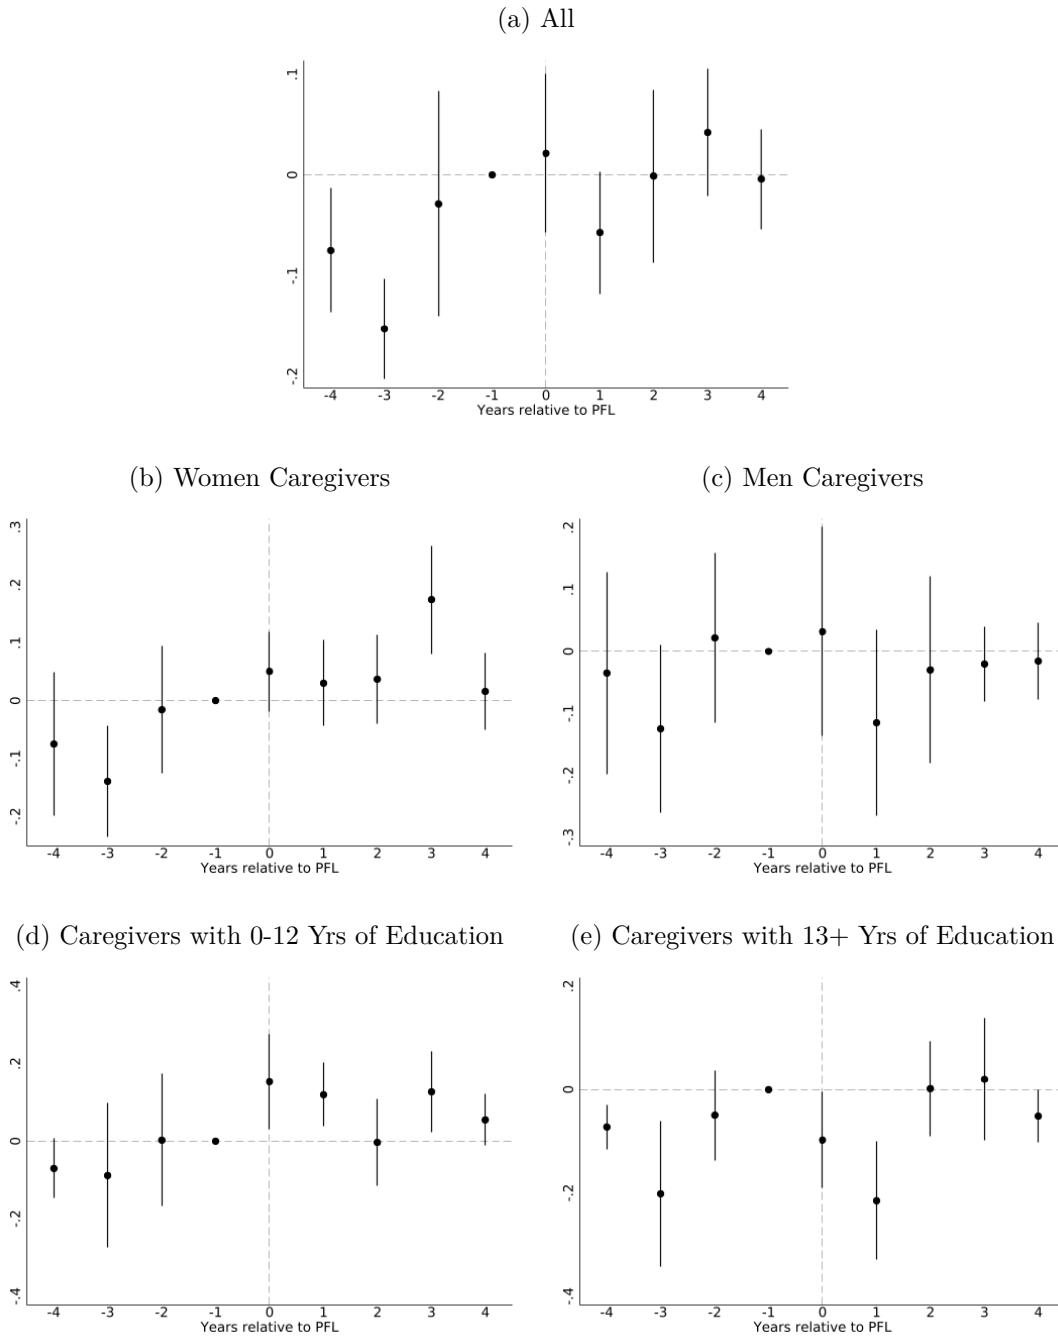 (a) All
.1
0
-.1
-.2
-4 -3 -2 -1 0 1 2 3 4
Years relative to PFL
(b) Women Caregivers
.3
.2
.1
0
-.1
-.2
-4 -3 -2 -1 0 1 2 3 4
Years relative to PFL
(c) Men Caregivers
.2
.1
0
-.1
-.2
-.3
-4 -3 -2 -1 0 1 2 3 4
Years relative to PFL
(d) Caregivers with 0-12 Yrs of Education
.4
.2
0
-.2
-.4
-4 -3 -2 -1 0 1 2 3 4
Years relative to PFL
(e) Caregivers with 13+ Yrs of Education
.2
0
-.2
-.4
-4 -3 -2 -1 0 1 2 3 4
Years relative to PFL